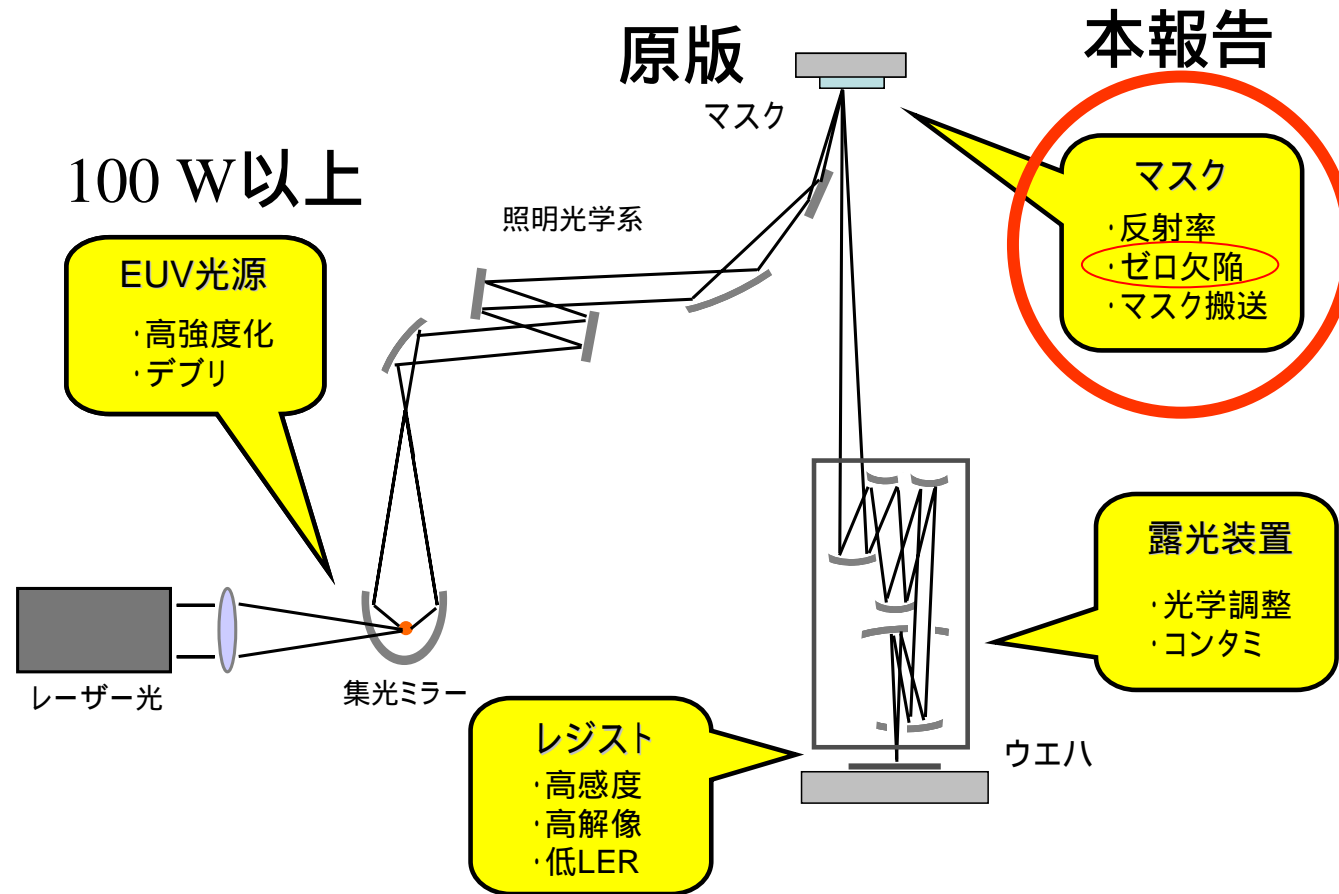 原版
本報告
マスク
100 W以上
照明光学系
マスク
・反射率
・ゼロ欠陥
・マスク搬送
EUV光源
・高強度化
・デブリ
露光装置
・光学調整
・コンタミ
レーザー光
集光ミラー
レジスト
・高感度
・高解像
・低LER
ウエハ